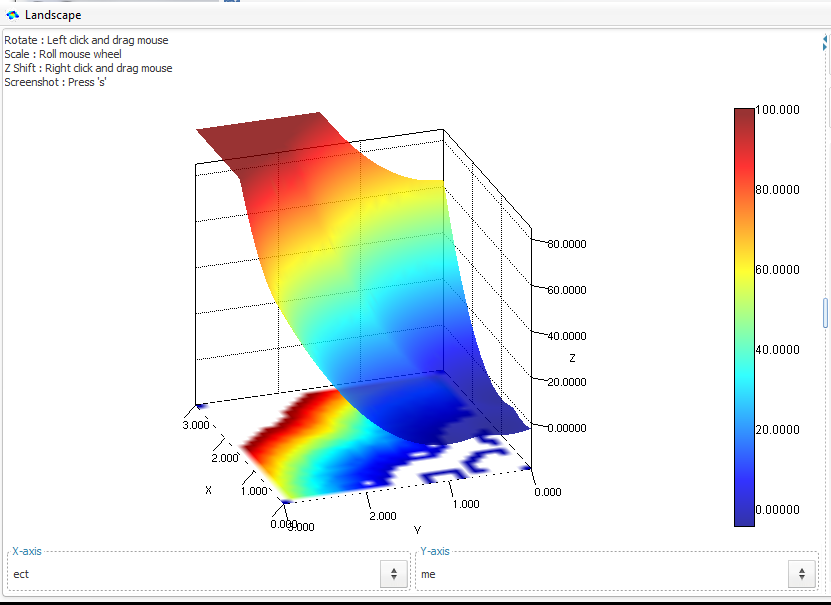 Landscape
Rotate : Left click and drag mouse
Scale : Roll mouse wheel
Z Shift : Right click and drag mouse
Screenshot : Press 's'
100.000
80.0000
60.0000
40.0000
20.0000
0.00000
80.0000
60.0000
40.0000
Z
20.0000
0.00000
3.000
2.000
X
1.000
0.000
3.000
2.000
1.000
0.000
Y
X-axis
ect
Y-axis
me